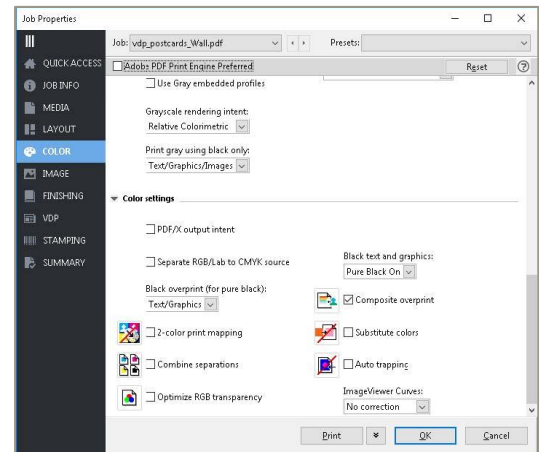 Job Properties
Job: vdp_postcards_Wall.pdf
Presets:
Adobe PDF Print Engine Preferred
Reset
QUICK ACCESS
JOB INFO
MEDIA
LAYOUT
COLOR
IMAGE
FINISHING
VDP
STAMPING
SUMMARY
Use Gray embedded profiles
Grayscale rendering intent:
Relative Colorimetric
Print gray using black only:
Text/Graphics/Images
Color settings
PDF/X output intent
Separate RGB/Lab to CMYK source
Black text and graphics:
Pure Black On
Black overprint (for pure black):
Text/Graphics
Composite overprint
2-color print mapping
Substitute colors
Combine separations
Auto trapping
Optimize RGB transparency
ImageViewer Curves:
No correction
Print
OK
Cancel